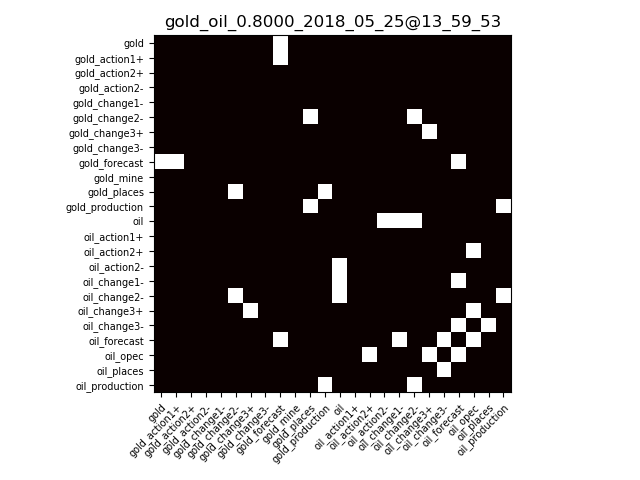 gold_oil_0.8000_2018_05_25@13_59_53
gold
gold_action1+
gold_action2+
gold_action2-
gold_change1-
gold_change2-
gold_change3+
gold_change3-
gold_forecast
gold_mine
gold_places
gold_production
oil
oil_action1+
oil_action2+
oil_action2-
oil_change1-
oil_change2-
oil_change3+
oil_change3-
oil_forecast
oil_opec
oil_places
oil_production
gold
gold_action1+
gold_action2+
gold_action2-
gold_change1-
gold_change2-
gold_change3+
gold_change3-
gold_forecast
gold_mine
gold_places
gold_production
oil
oil_action1+
oil_action2+
oil_action2-
oil_change1-
oil_change2-
oil_change3+
oil_change3-
oil_forecast
oil_opec
oil_places
oil_production